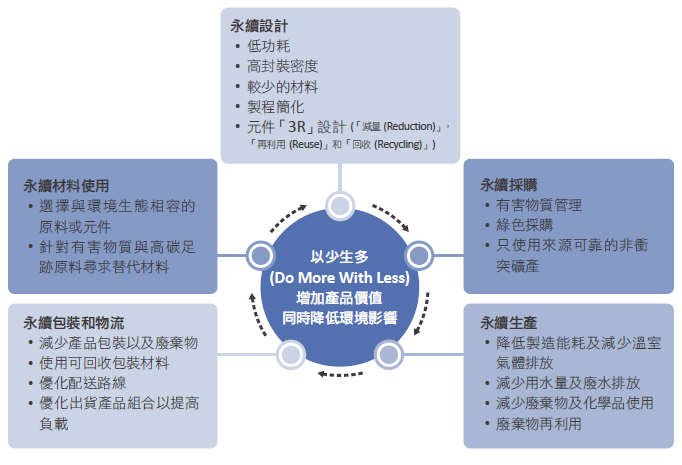 永續設計
• 低功耗
• 高封裝密度
• 較少的材料
• 製程簡化
• 元件「3R」設計 (「減量 (Reduction)」,
「再利用 (Reuse)」和「回收 (Recycling)」)
永續材料使用
• 選擇與環境生態相容的
原料或元件
• 針對有害物質與高碳足
跡原料尋求替代材料
永續採購
• 有害物質管理
• 綠色採購
• 只使用來源可靠的非衝
突礦產
以少生多
(Do More With Less)
增加產品價值
同時降低環境影響
永續包裝和物流
• 減少產品包裝以及廢棄物
• 使用可回收包裝材料
• 優化配送路線
• 優化出貨產品組合以提高
負載
永續生產
• 降低製造能耗及減少溫室
氣體排放
• 減少用水量及廢水排放
• 減少廢棄物及化學品使用
• 廢棄物再利用